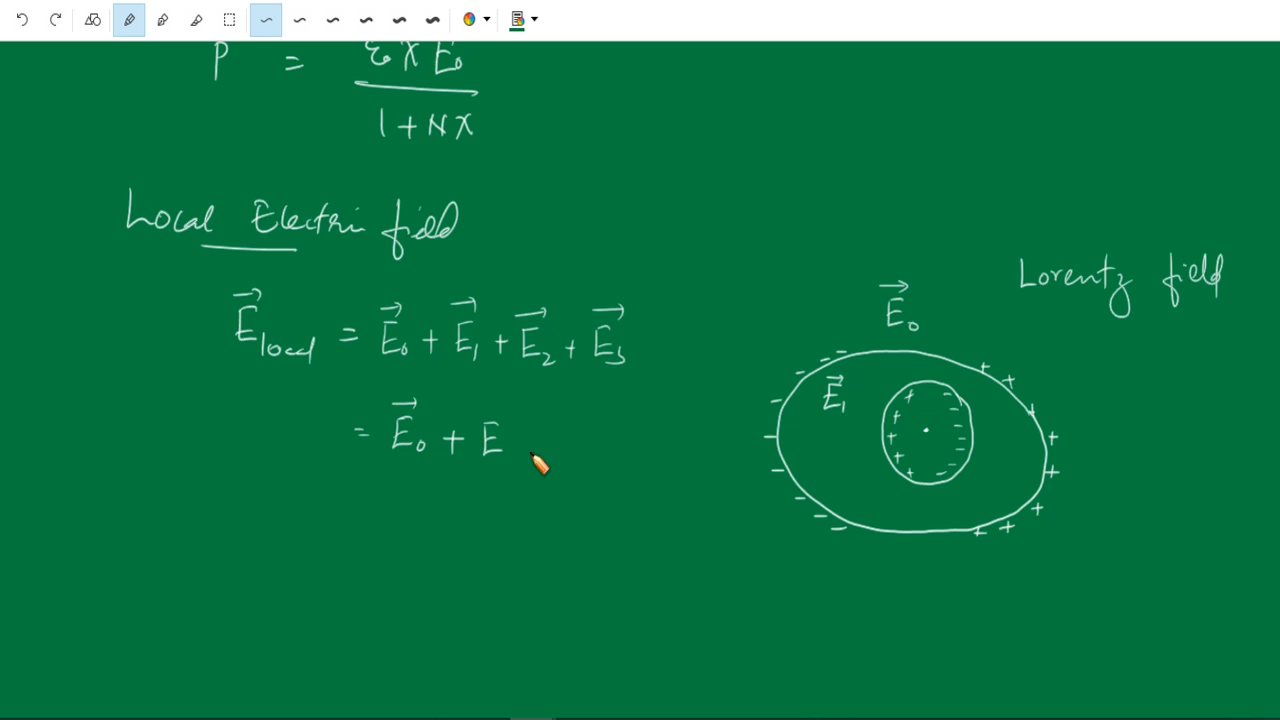 P = ε₀ χ E₀
1 + N χ
Local Electric field
E⃗local = E⃗₀ + E⃗₁ + E⃗₂ + E⃗₃
= E⃗₀ + E
Lorentz field
E⃗₀
E⃗₁